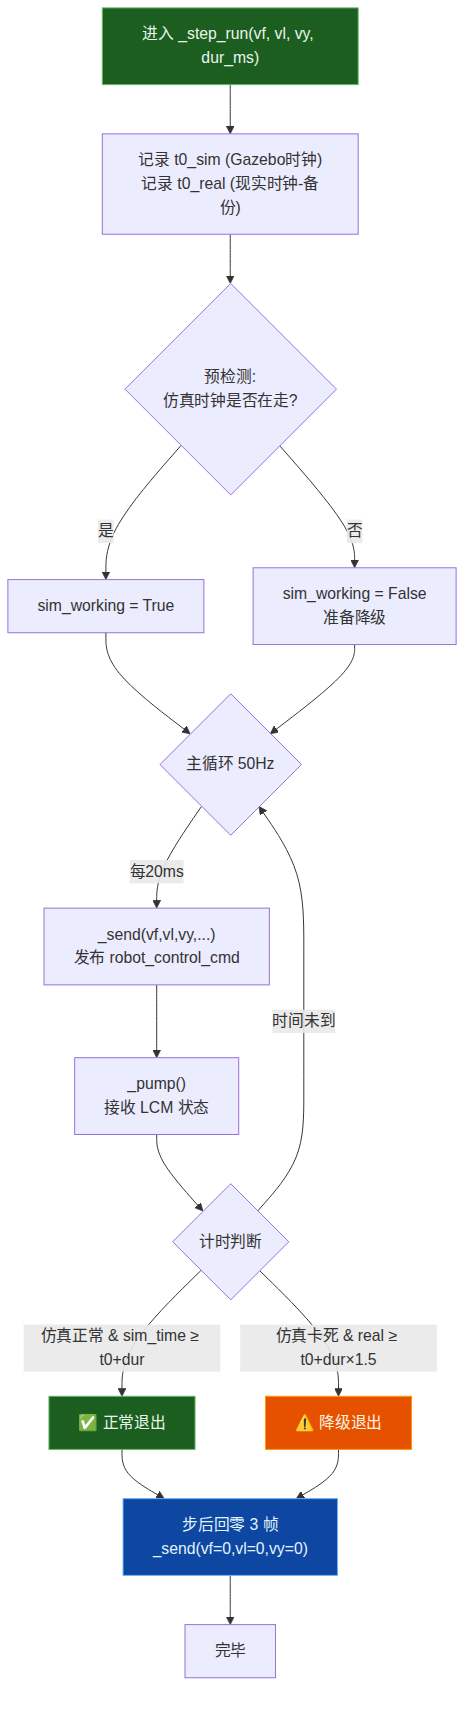 进入 _step_run(vf, vl, vy,
dur_ms)
记录 t0_sim (Gazebo时钟)
记录 t0_real (现实时钟-备
份)
预检测:
仿真时钟是否在走?
是
否
sim_working = True
sim_working = False
准备降级
主循环 50Hz
每20ms
_send(vf,vl,vy,...)
发布 robot_control_cmd
时间未到
_pump()
接收 LCM 状态
计时判断
仿真正常 & sim_time ≥
t0+dur
仿真卡死 & real ≥
t0+dur×1.5
✅ 正常退出
⚠️ 降级退出
步后回零 3 帧
_send(vf=0,vl=0,vy=0)
完毕